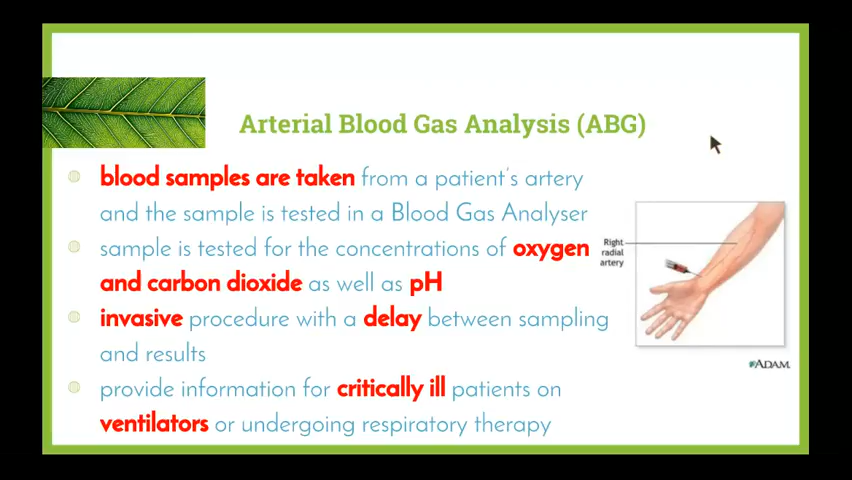 Arterial Blood Gas Analysis (ABG)
blood samples are taken from a patient's artery
and the sample is tested in a Blood Gas Analyser
sample is tested for the concentrations of oxygen
and carbon dioxide as well as pH
invasive procedure with a delay between sampling
and results
provide information for critically ill patients on
ventilators or undergoing respiratory therapy
Right
radial
artery
ADAM